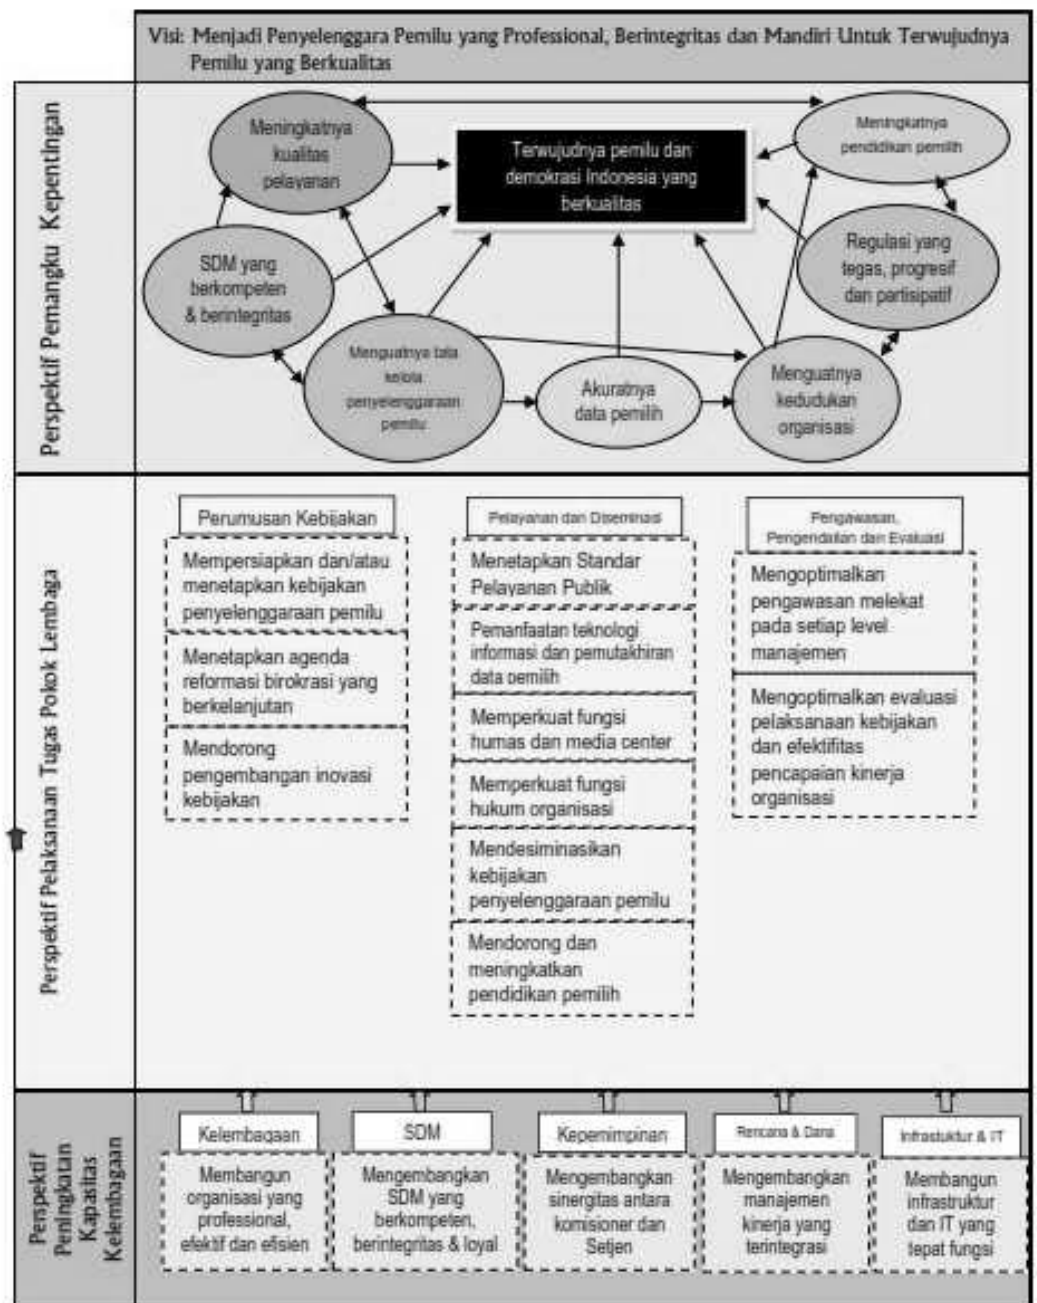 Visi: Menjadi Penyelenggara Pemilu yang Professional, Berintegritas dan Mandiri Untuk Terwujudnya
Pemilu yang Berkualitas
Perspektif Pemangku Kepentingan
Meningkatnya
kualitas
pelayanan
Terwujudnya pemilu dan
demokrasi Indonesia yang
berkualitas
Meningkatnya
pendidikan pemilih
SDM yang
berkompeten
& berintegritas
Regulasi yang
tegas, progresif
dan partisipatif
Menguatnya tata
kelola
penyelenggaraan
pemilu
Akuratnya
data pemilih
Menguatnya
kedudukan
organisasi
Perspektif Pelaksanaan Tugas Pokok Lembaga
Perumusan Kebijakan
Mempersiapkan dan/atau
menetapkan kebijakan
penyelenggaraan pemilu
Menetapkan agenda
reformasi birokrasi yang
berkelanjutan
Mendorong
pengembangan inovasi
kebijakan
Pelayanan dan Diseminasi
Menetapkan Standar
Pelayanan Publik
Pemanfaatan teknologi
informasi dan pemutakhiran
data pemilih
Memperkuat fungsi
humas dan media center
Memperkuat fungsi
hukum organisasi
Mendesiminasikan
kebijakan
penyelenggaraan pemilu
Mendorong dan
meningkatkan
pendidikan pemilih
Pengawasan,
Pengendalian dan Evaluasi
Mengoptimalkan
pengawasan melekat
pada setiap level
manajemen
Mengoptimalkan evaluasi
pelaksanaan kebijakan
dan efektifitas
pencapaian kinerja
organisasi
Perspektif
Peningkatan
Kapasitas
Kelembagaan
Kelembagaan
Membangun
organisasi yang
professional,
efektif dan efisien
SDM
Mengembangkan
SDM yang
berkompeten,
berintegritas & loyal
Kepemimpinan
Mengembangkan
sinergitas antara
komisioner dan
Setjen
Rencana & Dana
Mengembangkan
manajemen
kinerja yang
terintegrasi
Infrastuktur & IT
Membangun
infrastruktur
dan IT yang
tepat fungsi